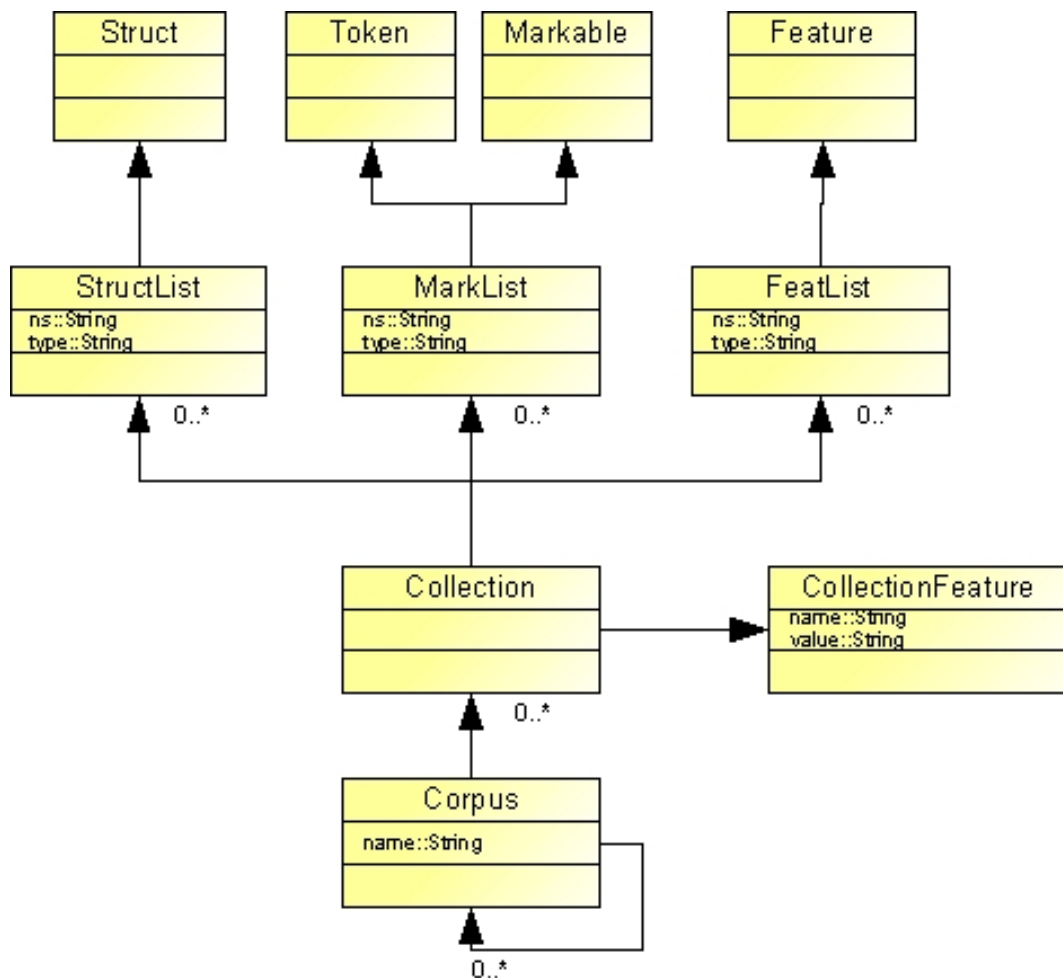 Struct
Token
Markable
Feature
StructList
ns::String
type::String
MarkList
ns::String
type::String
FeatList
ns::String
type::String
0..*
0..*
0..*
Collection
CollectionFeature
name::String
value::String
0..*
Corpus
name::String
0..*